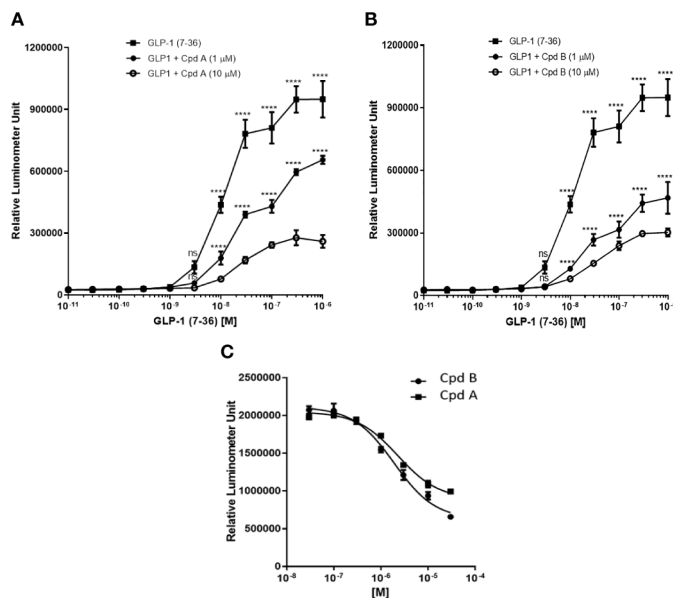 A
GLP-1 (7-36)
GLP1 + Cpd A (1 μM)
GLP1 + Cpd A (10 μM)
Relative Luminometer Unit
1200000
900000
600000
300000
0
**** **** **** **** ****
**** **** **** **** ****
ns
ns
10⁻¹¹ 10⁻¹⁰ 10⁻⁹ 10⁻⁸ 10⁻⁷ 10⁻⁶
GLP-1 (7-36) [M]
B
GLP-1 (7-36)
GLP1 + Cpd B (1 μM)
GLP1 + Cpd B (10 μM)
Relative Luminometer Unit
1200000
900000
600000
300000
0
**** **** **** **** ****
**** **** **** **** ****
ns
ns
10⁻¹¹ 10⁻¹⁰ 10⁻⁹ 10⁻⁸ 10⁻⁷
GLP-1 (7-36) [M]
C
Cpd B
Cpd A
Relative Luminometer Unit
2500000
2000000
1500000
1000000
500000
0
10⁻⁸ 10⁻⁷ 10⁻⁶ 10⁻⁵ 10⁻⁴
[M]